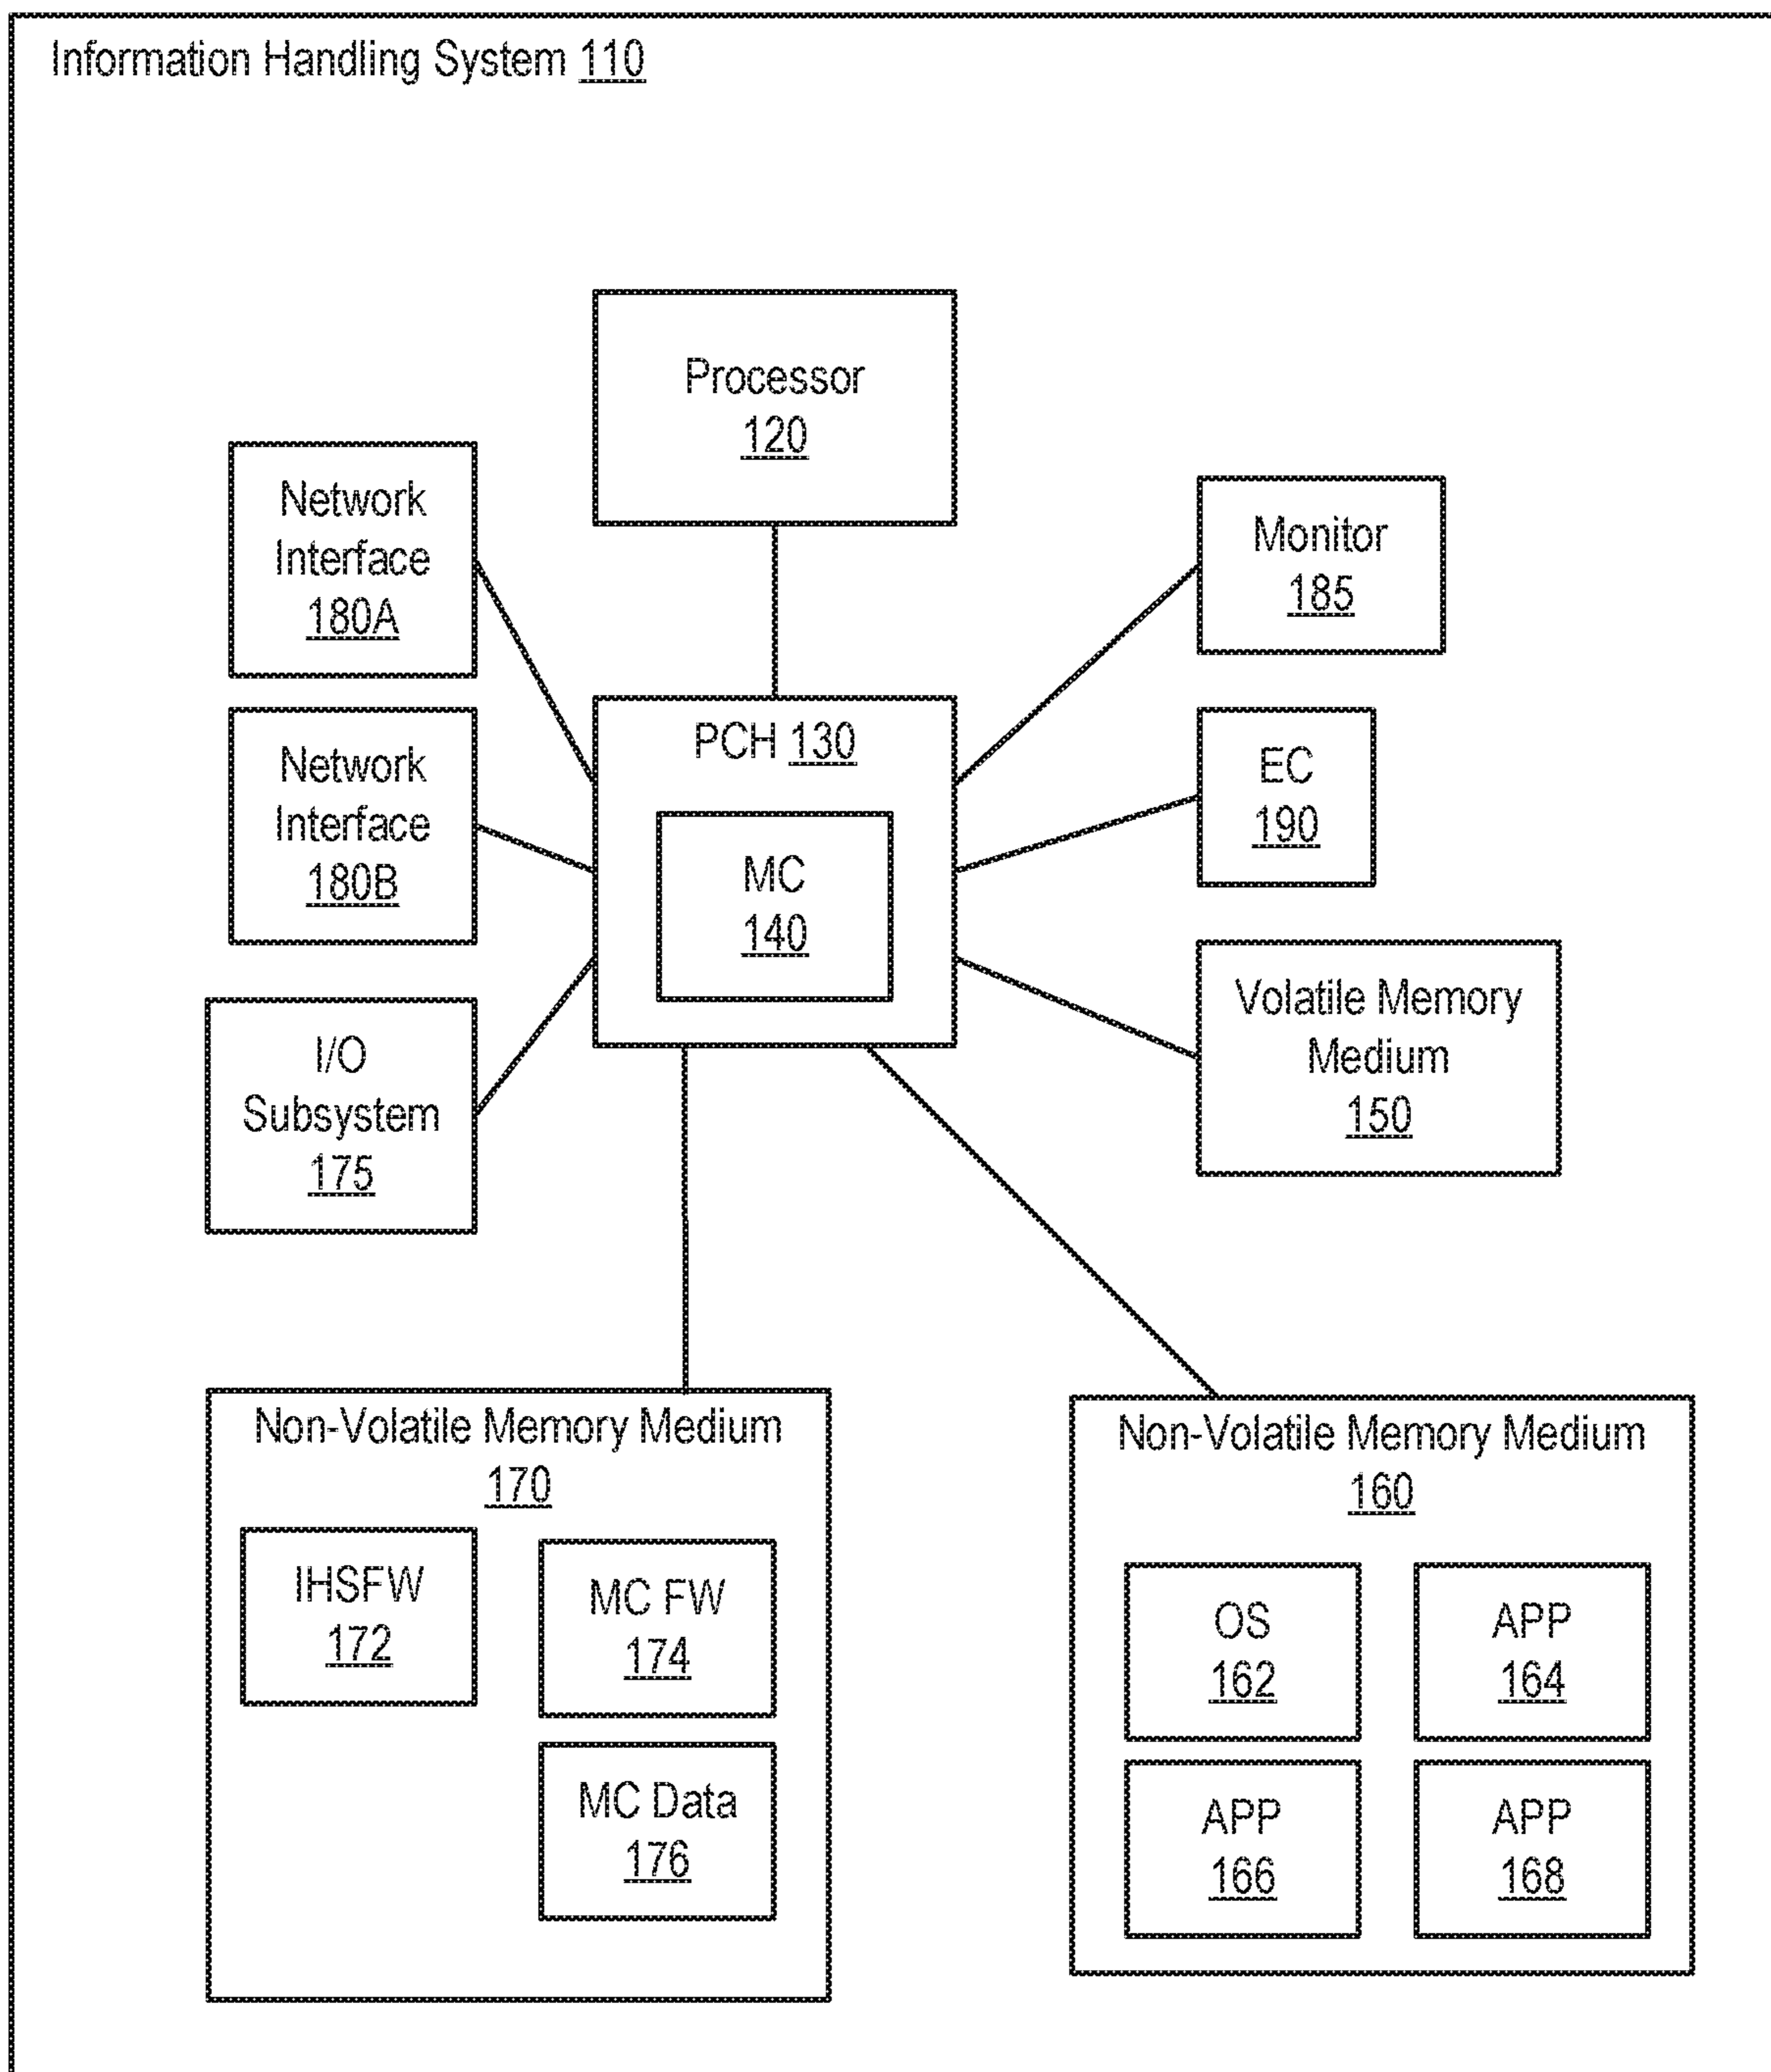 Information Handling System 110
Processor
120
Network
Interface
180A
Monitor
185
Network
Interface
180B
PCH 130
EC
190
MC
140
I/O
Subsystem
175
Volatile Memory
Medium
150
Non-Volatile Memory Medium
170
IHSFW
172
MC FW
174
MC Data
176
Non-Volatile Memory Medium
160
OS
162
APP
164
APP
166
APP
168